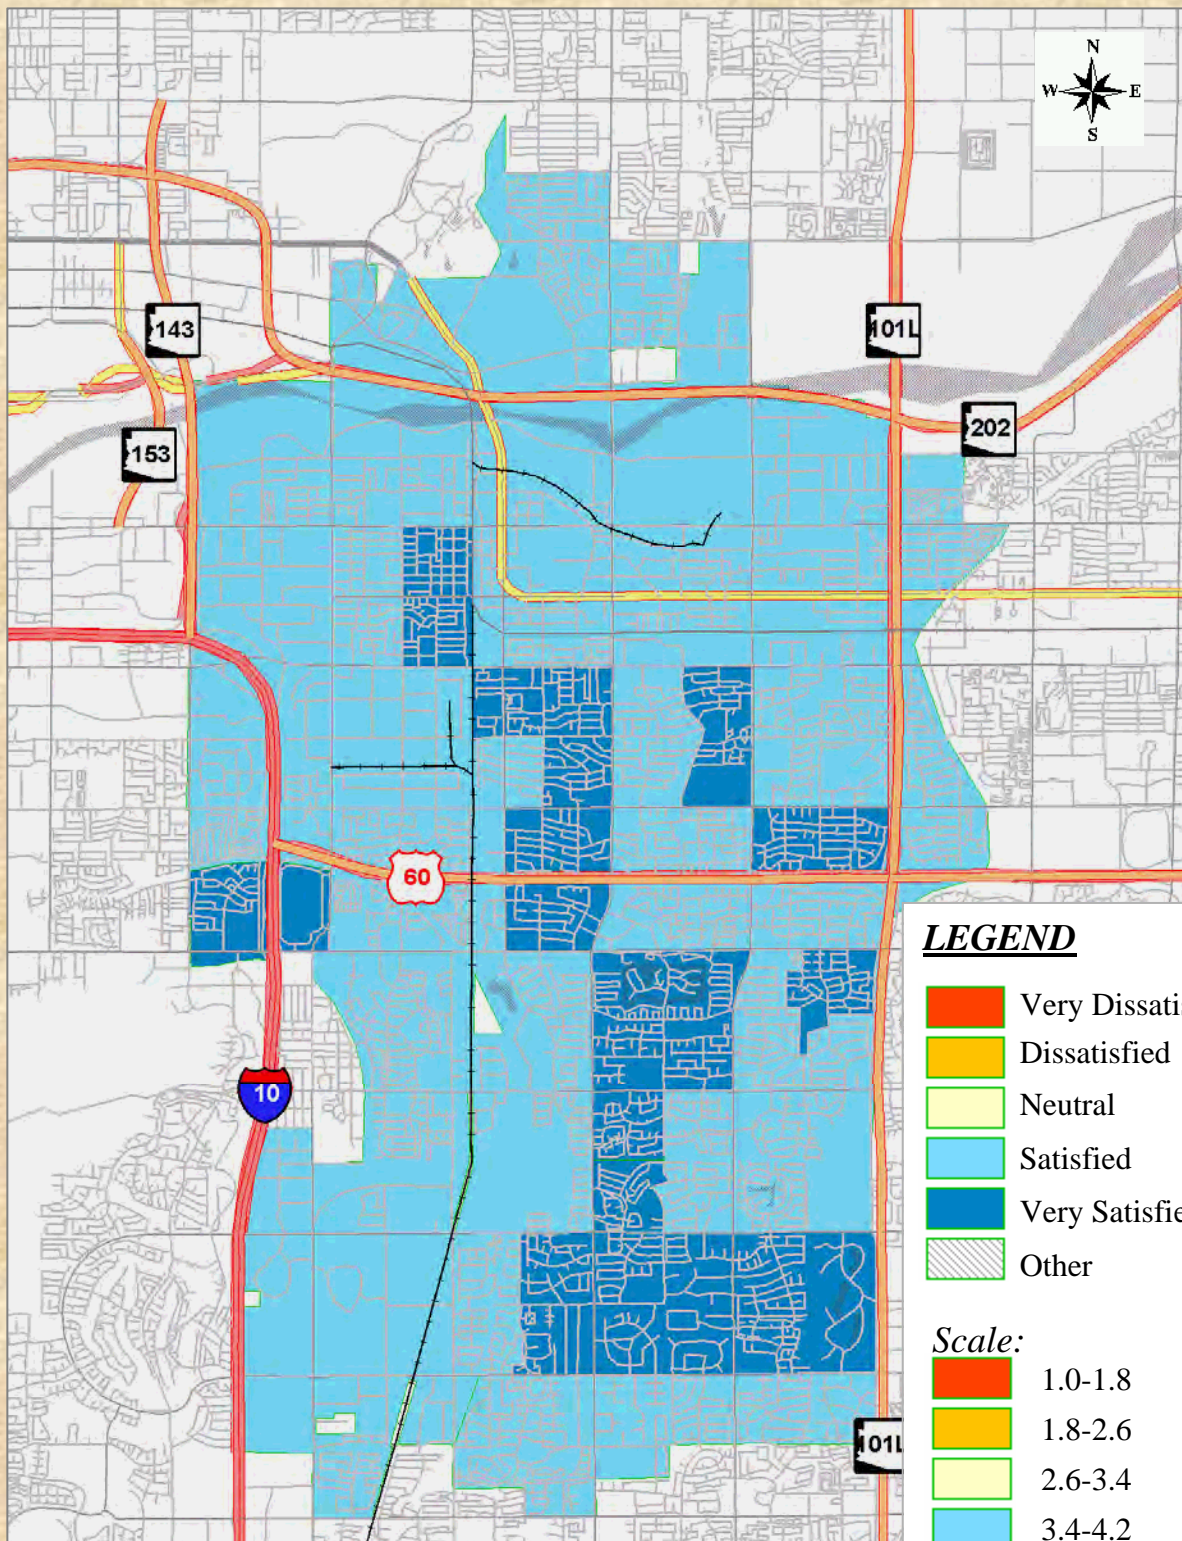 N
W E
S
143
101L
202
153
60
LEGEND
Very Dissatis
Dissatisfied
Neutral
Satisfied
Very Satisfie
Other
10
Scale:
1.0-1.8
1.8-2.6
2.6-3.4
3.4-4.2
101L